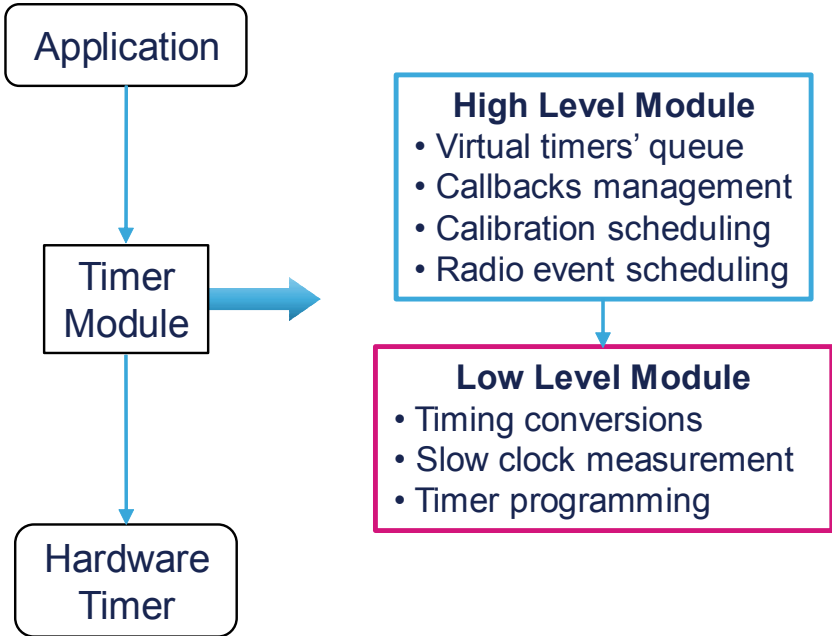 Application
Timer
Module
Hardware
Timer
High Level Module
• Virtual timers’ queue
• Callbacks management
• Calibration scheduling
• Radio event scheduling
Low Level Module
• Timing conversions
• Slow clock measurement
• Timer programming